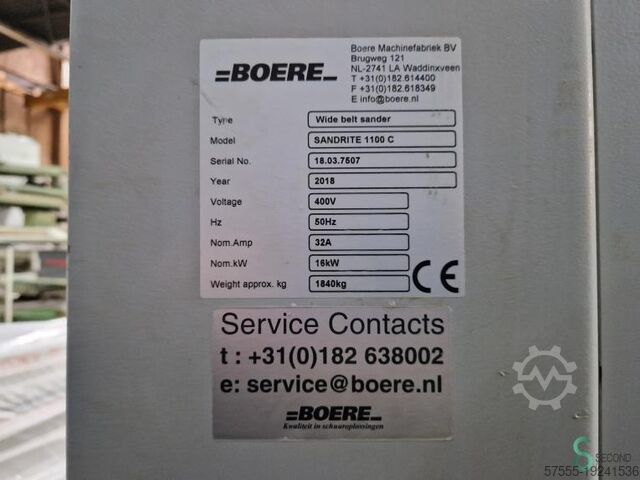 =BOERE=
Boere Machinefabriek BV
Brugweg 121
NL-2741 LA Waddinxveen
T +31(0)182.614400
F +31(0)182.618349
E info@boere.nl
Type Wide belt sander
Model SANDRITE 1100 C
Serial No. 18.03.7507
Year 2018
Voltage 400V
Hz 50Hz
Nom.Amp 32A
Nom.kW 16kW
Weight approx. kg 1840kg
CE
Service Contacts
t : +31(0)182 638002
e: service@boere.nl
=BOERE=
Kwaliteit in schuuroplossingen
SECOND
57555-19241536